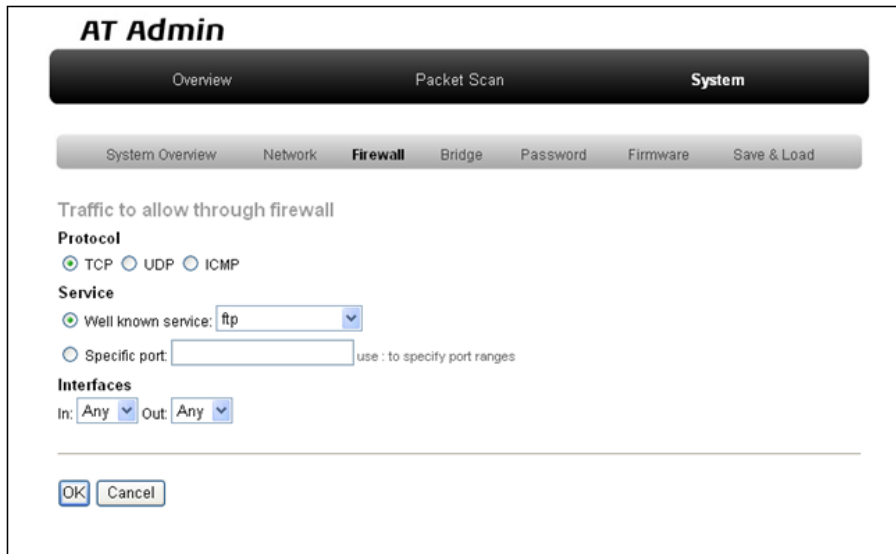 AT Admin
Overview Packet Scan System
System Overview Network Firewall Bridge Password Firmware Save & Load
Traffic to allow through firewall
Protocol
TCP UDP ICMP
Service
Well known service: ftp
Specific port: use : to specify port ranges
Interfaces
In: Any Out: Any
OK Cancel